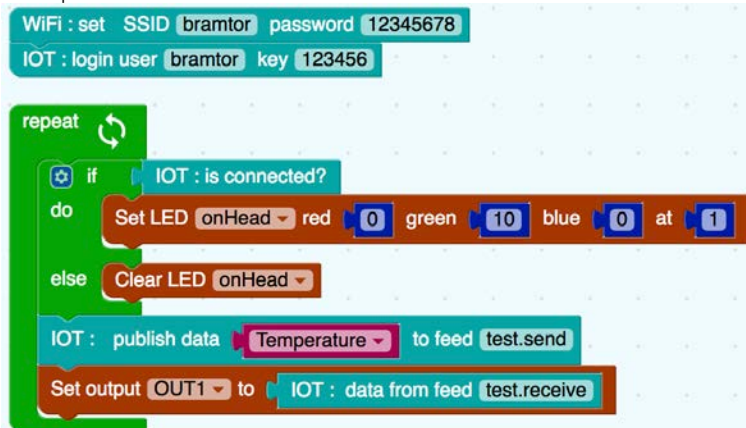 WiFi : set SSID bramtor password 12345678
IOT : login user bramtor key 123456
repeat
if IOT : is connected?
do Set LED onHead red 0 green 10 blue 0 at 1
else Clear LED onHead
IOT : publish data Temperature to feed test.send
Set output OUT1 to IOT : data from feed test.receive